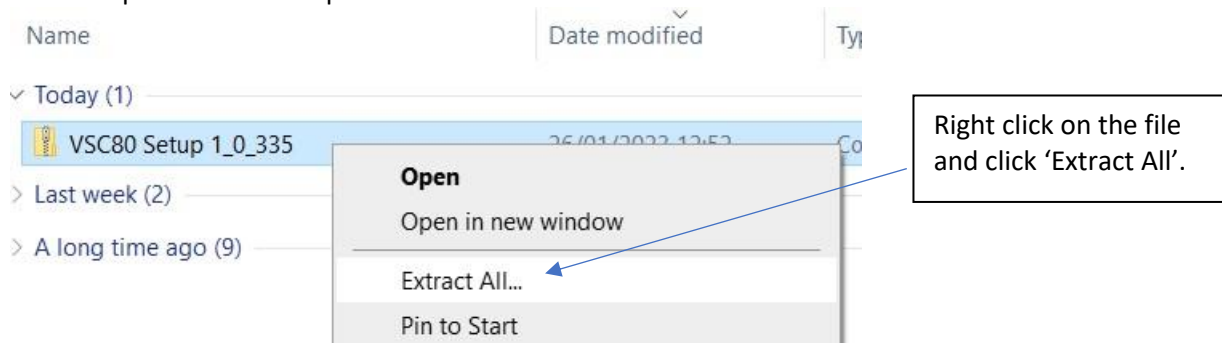 Name Date modified
Today (1)
VSC80 Setup 1_0_335
Right click on the file
and click ‘Extract All’.
Last week (2)
A long time ago (9)
Open
Open in new window
Extract All...
Pin to Start